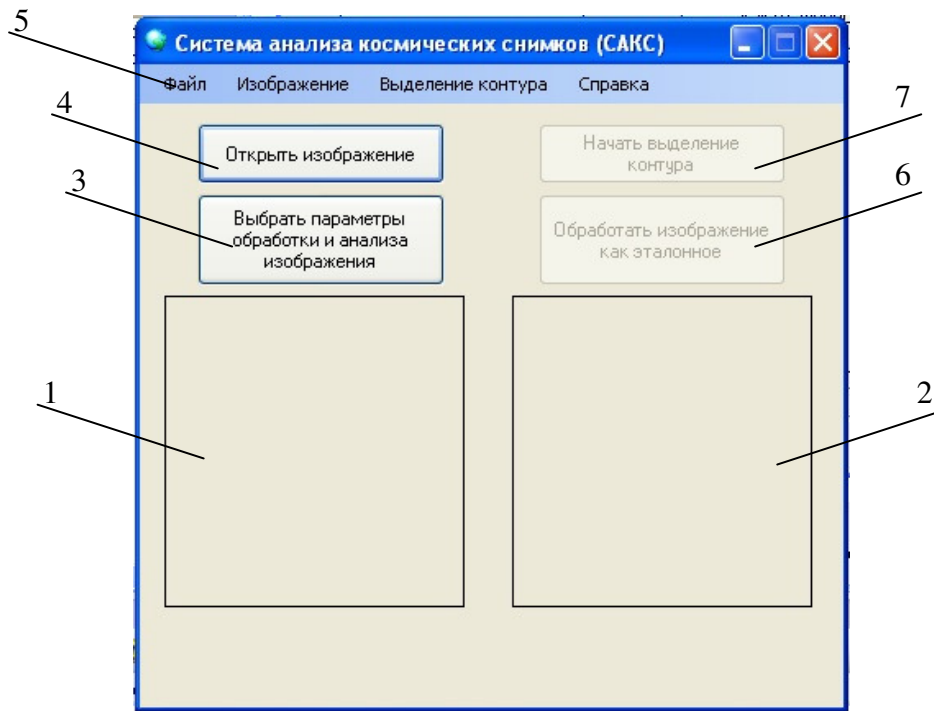 5
Система анализа космических снимков (САКС)
Файл Изображение Выделение контура Справка
4
Открыть изображение
Начать выделение
контура
7
3
Выбрать параметры
обработки и анализа
изображения
Обработать изображение
как эталонное
6
1
2